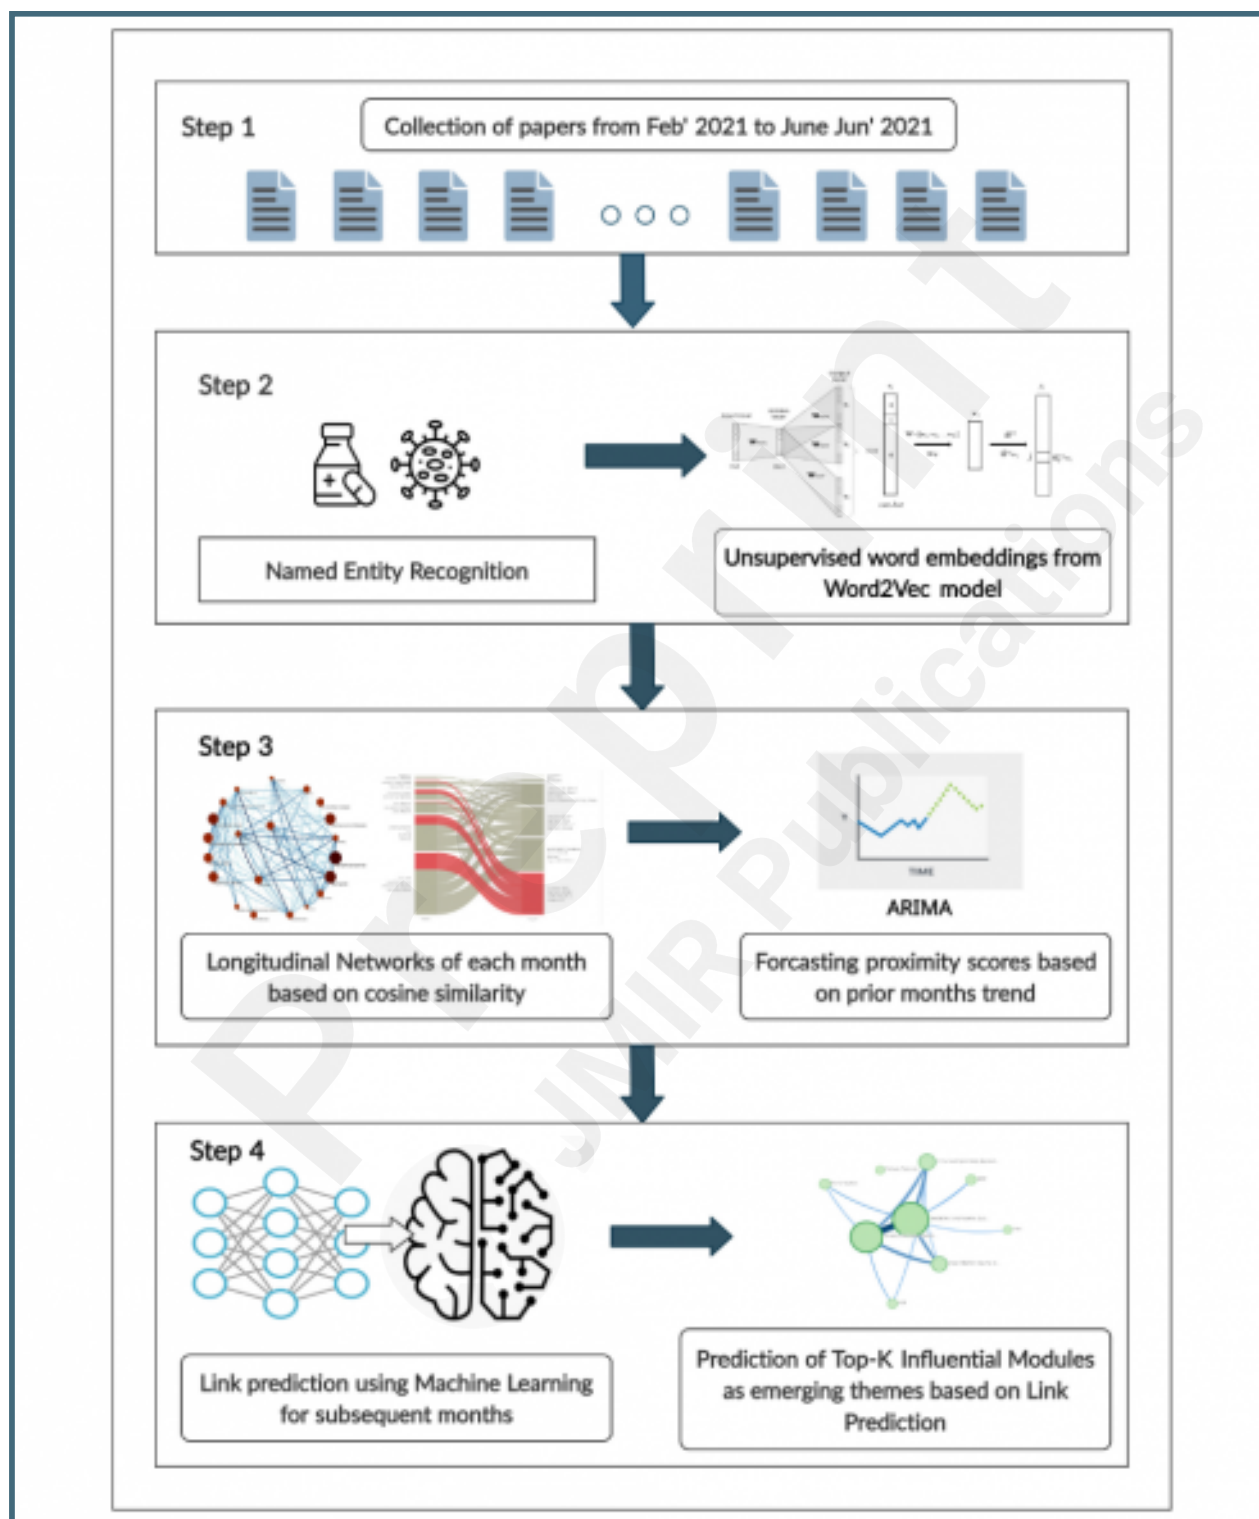 Step 1
Collection of papers from Feb' 2021 to June Jun' 2021
Step 2
Named Entity Recognition
Unsupervised word embeddings from
Word2Vec model
Step 3
TIME
ARIMA
Longitudinal Networks of each month
based on cosine similarity
Forcasting proximity scores based
on prior months trend
Step 4
Link prediction using Machine Learning
for subsequent months
Prediction of Top-K Influential Modules
as emerging themes based on Link
Prediction
Preprint
JMIR Publications